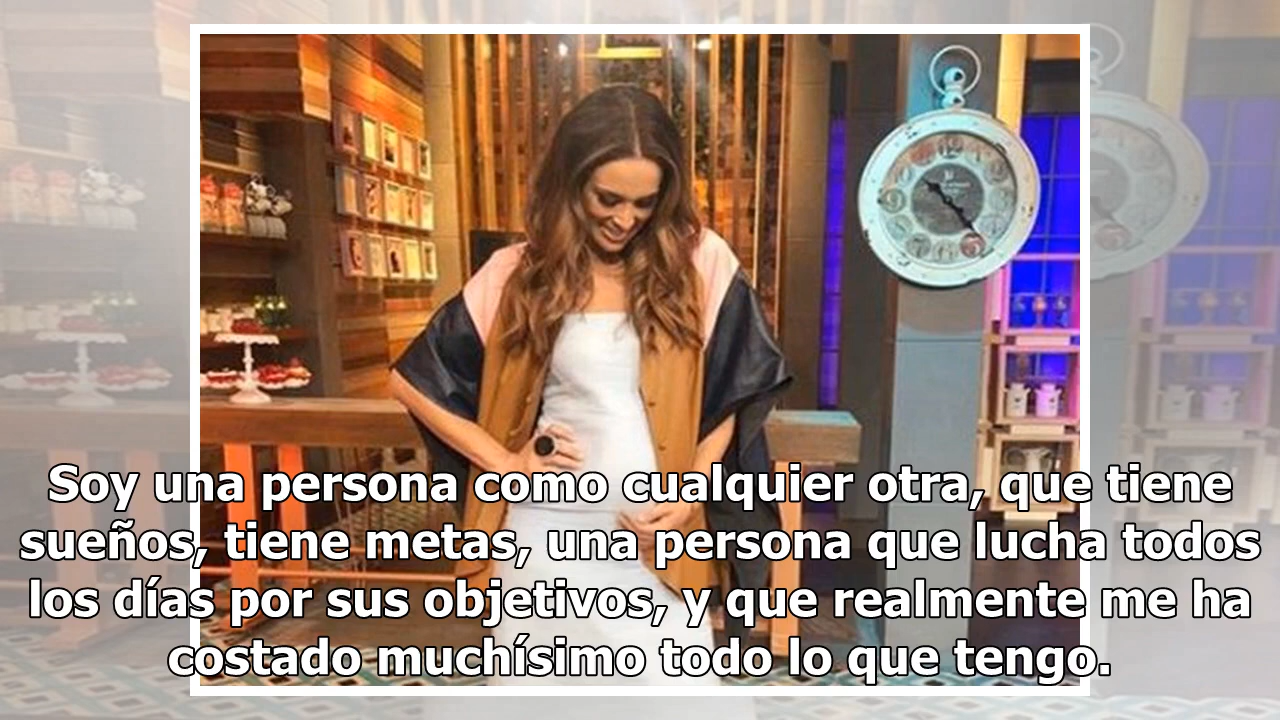 Soy una persona como cualquier otra, que tiene
sueños, tiene metas, una persona que lucha todos
los días por sus objetivos, y que realmente me ha
costado muchísimo todo lo que tengo.